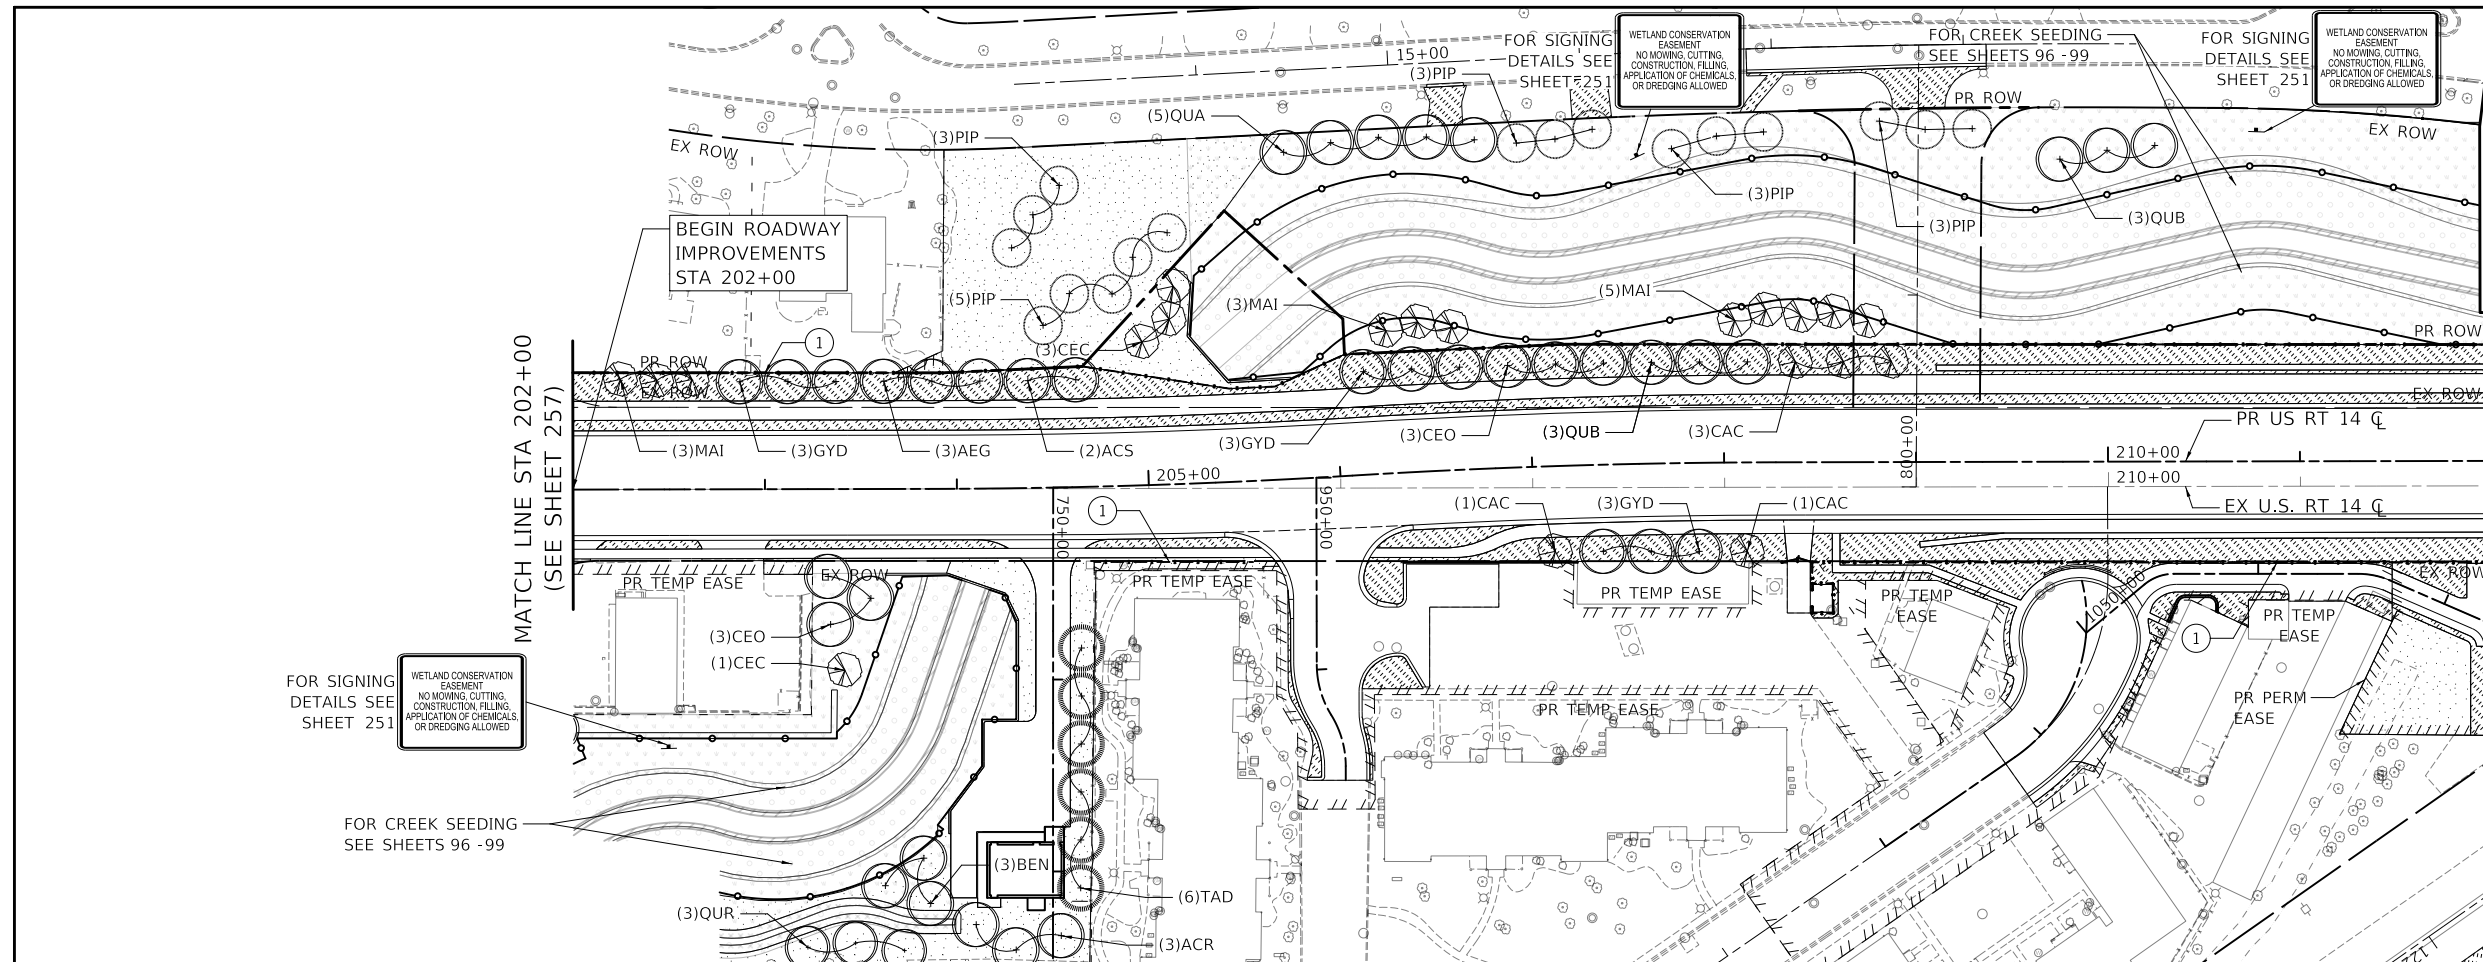 15+00
FOR SIGNING
DETAILS SEE
SHEET 251
WETLAND CONSERVATION
EASEMENT
NO MOWING, CUTTING,
CONSTRUCTION, FILLING,
APPLICATION OF CHEMICALS,
OR DREDGING ALLOWED
FOR CREEK SEEDING
SEE SHEETS 96 -99
FOR SIGNING
DETAILS SEE
SHEET 251
WETLAND CONSERVATION
EASEMENT
NO MOWING, CUTTING,
CONSTRUCTION, FILLING,
APPLICATION OF CHEMICALS,
OR DREDGING ALLOWED
(3)PIP
PR ROW
(5)QUA
(3)PIP
EX ROW
EX ROW
(3)PIP
(3)PIP
(3)QUB
BEGIN ROADWAY
IMPROVEMENTS
STA 202+00
(5)PIP
(3)MAI
(5)MAI
(3)CEC
PR ROW
1
PR ROW
EX ROW
EX ROW
MATCH LINE STA 202+00
(SEE SHEET 257)
(3)MAI
(3)GYD
(3)AEG
(2)ACS
(3)GYD
(3)CEO
(3)QUB
(3)CAC
800+00
PR US RT 14 ℄
210+00
205+00
210+00
EX U.S. RT 14 ℄
750+00
1
950+00
(1)CAC
(3)GYD
(1)CAC
PR TEMP EASE
EX ROW
PR TEMP EASE
PR TEMP EASE
PR TEMP
EASE
1050+00
EX ROW
PR TEMP
EASE
1
(3)CEO
(1)CEC
FOR SIGNING
DETAILS SEE
SHEET 251
WETLAND CONSERVATION
EASEMENT
NO MOWING, CUTTING,
CONSTRUCTION, FILLING,
APPLICATION OF CHEMICALS,
OR DREDGING ALLOWED
PR TEMP EASE
PR PERM
EASE
FOR CREEK SEEDING
SEE SHEETS 96 -99
(3)BEN
(6)TAD
(3)QUR
(3)ACR